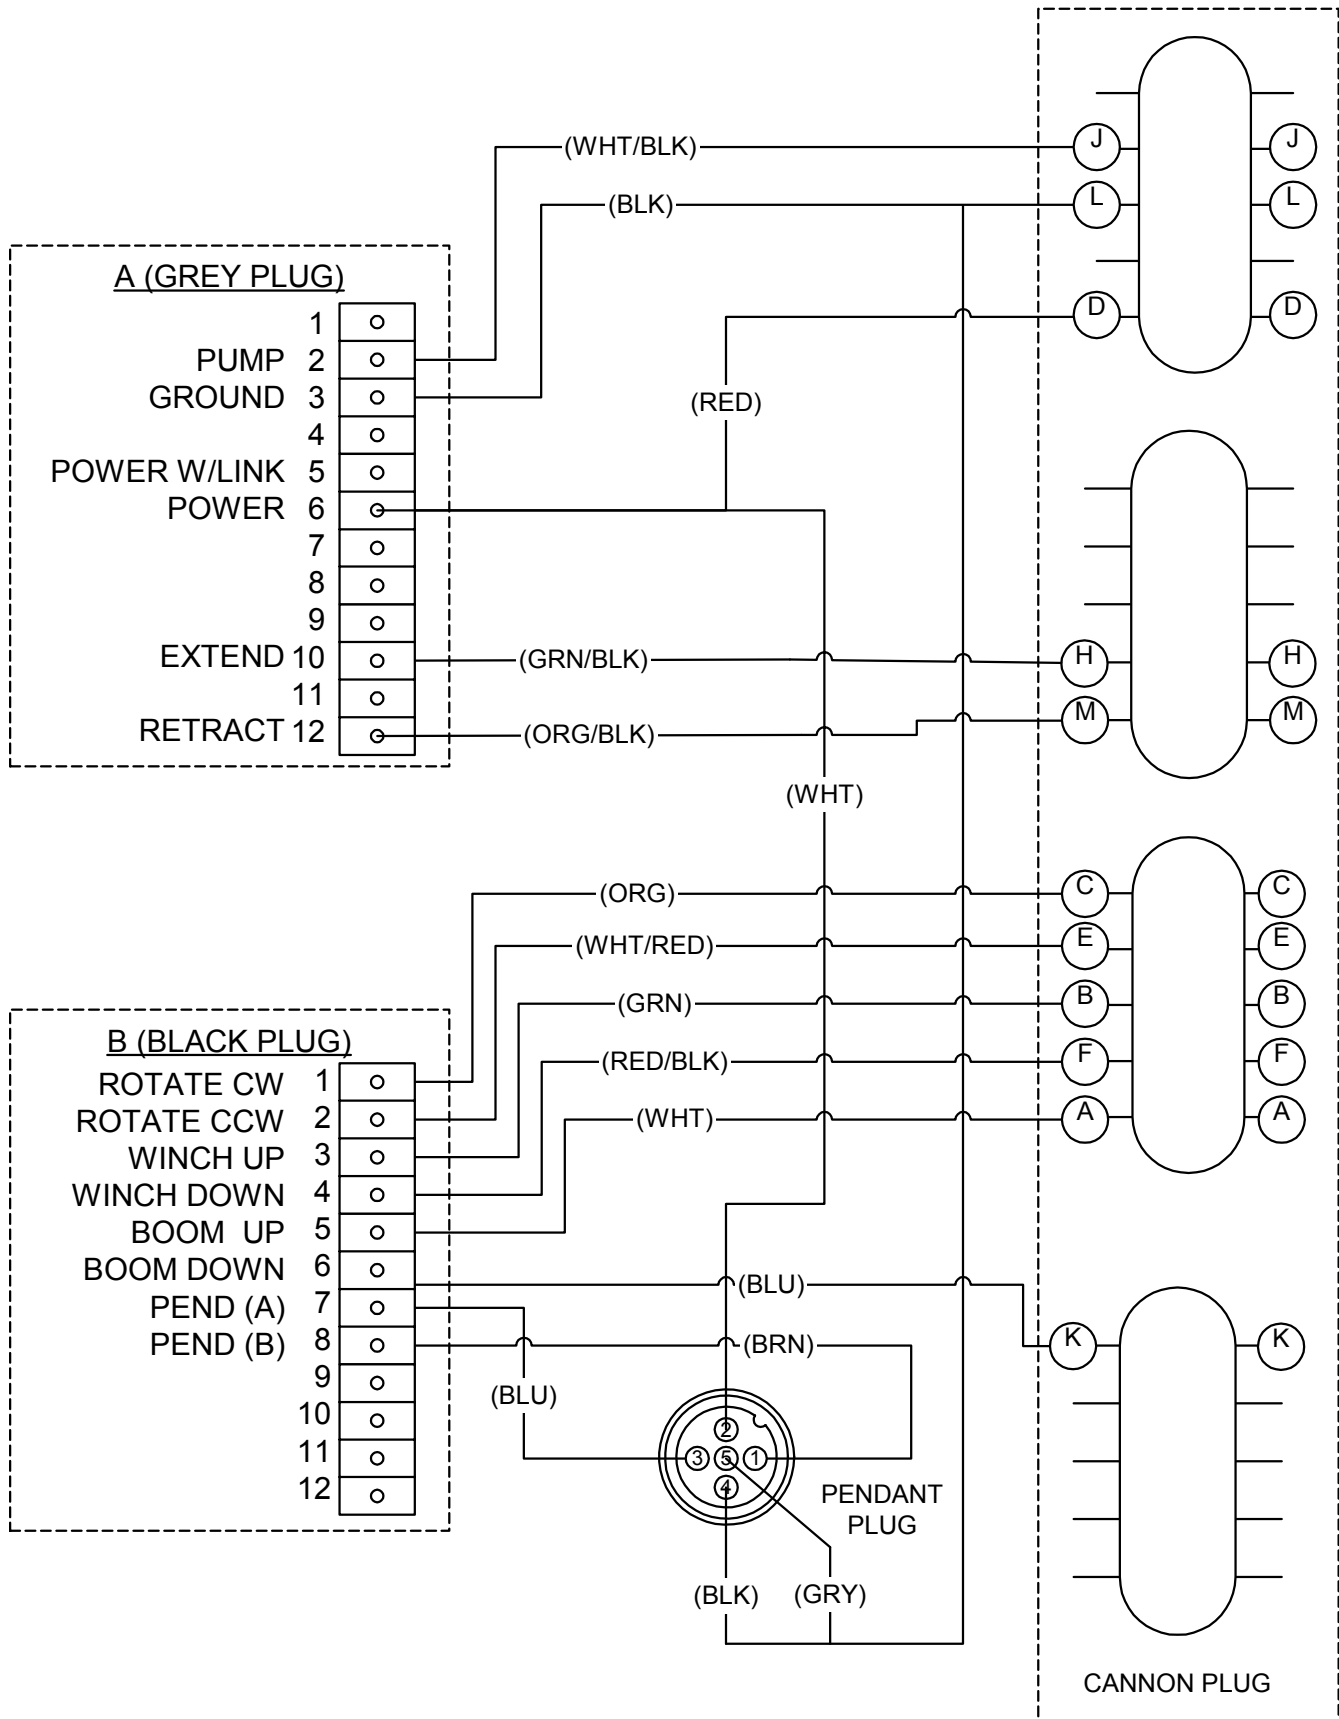 J J
(WHT/BLK)
L L
(BLK)
A (GREY PLUG)
D D
1
PUMP 2
GROUND 3
(RED)
4
POWER W/LINK 5
POWER 6
7
8
9
EXTEND 10
(GRN/BLK)
H H
11
RETRACT 12
(ORG/BLK)
M M
(WHT)
(ORG)
C C
(WHT/RED)
E E
(GRN)
B B
B (BLACK PLUG)
(RED/BLK)
F F
ROTATE CW 1
ROTATE CCW 2
(WHT)
A A
WINCH UP 3
WINCH DOWN 4
BOOM UP 5
BOOM DOWN 6
(BLU)
PEND (A) 7
PEND (B) 8
(BRN)
K K
9
(BLU)
10
2
11
3 5 1
12
4
PENDANT
PLUG
(BLK)
(GRY)
CANNON PLUG